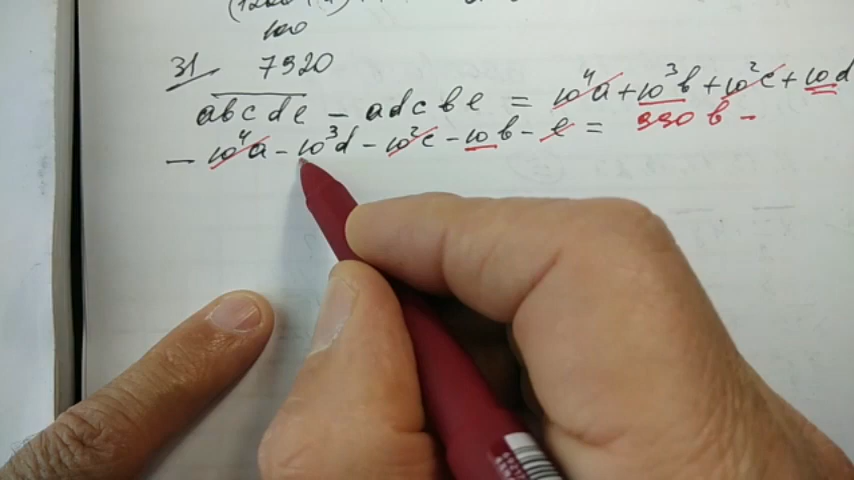 100
31. 7920
abcde - adcbe = 10⁴a + 10³b + 10²c + 10d
- 10⁴a - 10³d - 10²c - 10b - e = 990b -